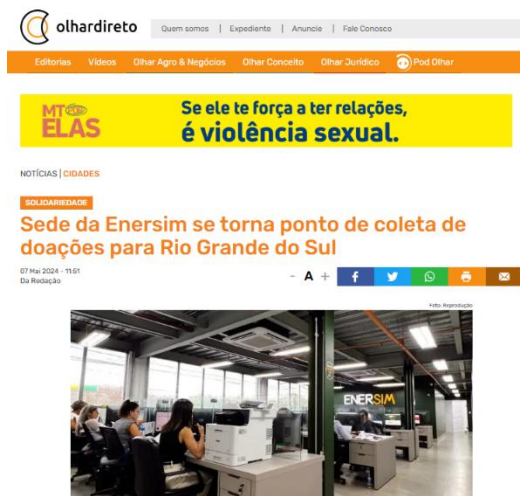 olhardireto
Quem somos | Expediente | Anuncie | Fale Conosco
Editorias Vídeos Olhar Agro & Negócios Olhar Conceito Olhar Jurídico Pod Olhar
MT POR ELAS
Se ele te força a ter relações,
é violência sexual.
NOTÍCIAS | CIDADES
SOLIDARIEDADE
Sede da Enersim se torna ponto de coleta de
doações para Rio Grande do Sul
07 Mai 2024 - 11:51
Da Redação
- A +
Foto: Reprodução
ENERSIM